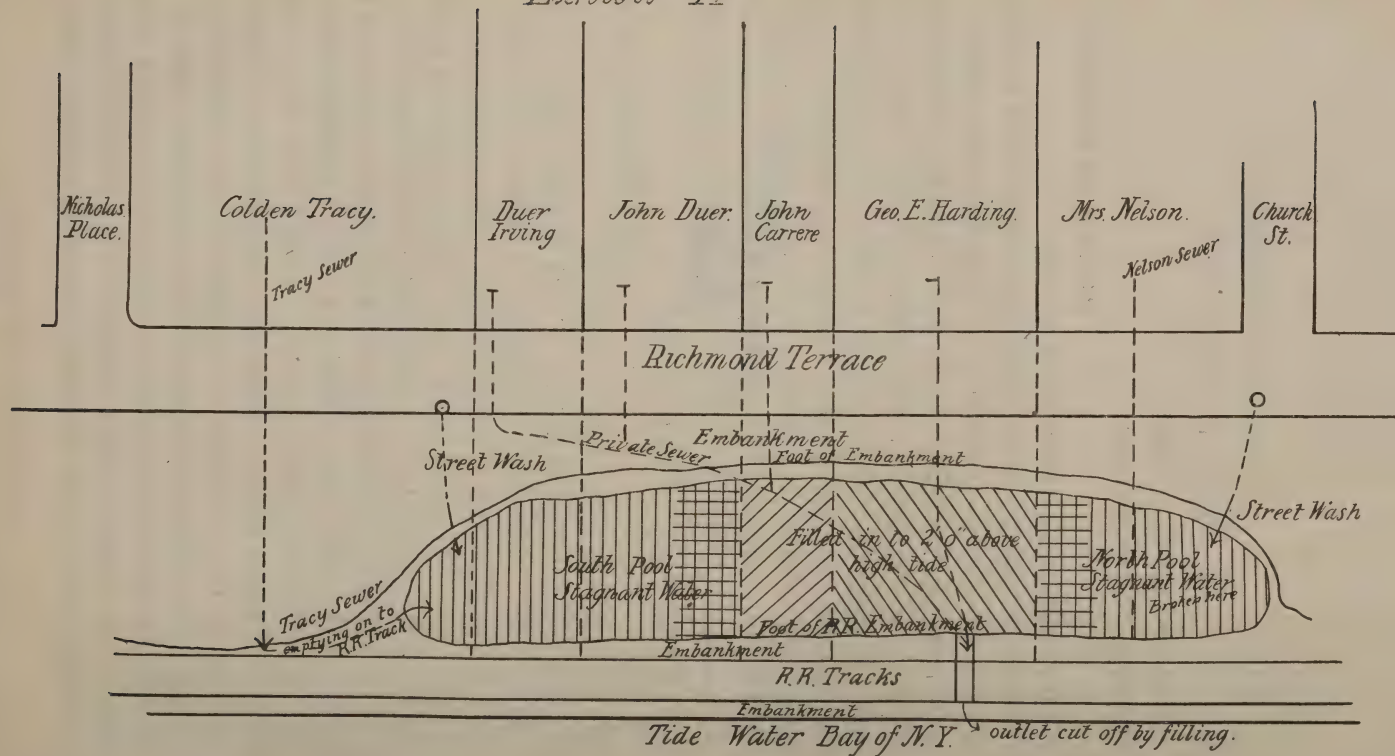 Nicholas
Place.
Colden Tracy.
Duer
Irving
John Duer.
John
Carrere
Geo. E. Harding.
Mrs. Nelson.
Church
St.
Tracy Sewer
Nelson Sewer
Richmond Terrace
Private Sewer
Embankment
Foot of Embankment
Street Wash
Street Wash
South Pool
Stagnant Water
Filled in to 2'0" above
high tide
North Pool
Stagnant Water
Broken here
Tracy Sewer
emptying on to
R.R. Track
Foot of R.R. Embankment
Embankment
R.R. Tracks
Embankment
Tide Water Bay of N.Y.
outlet cut off by filling.